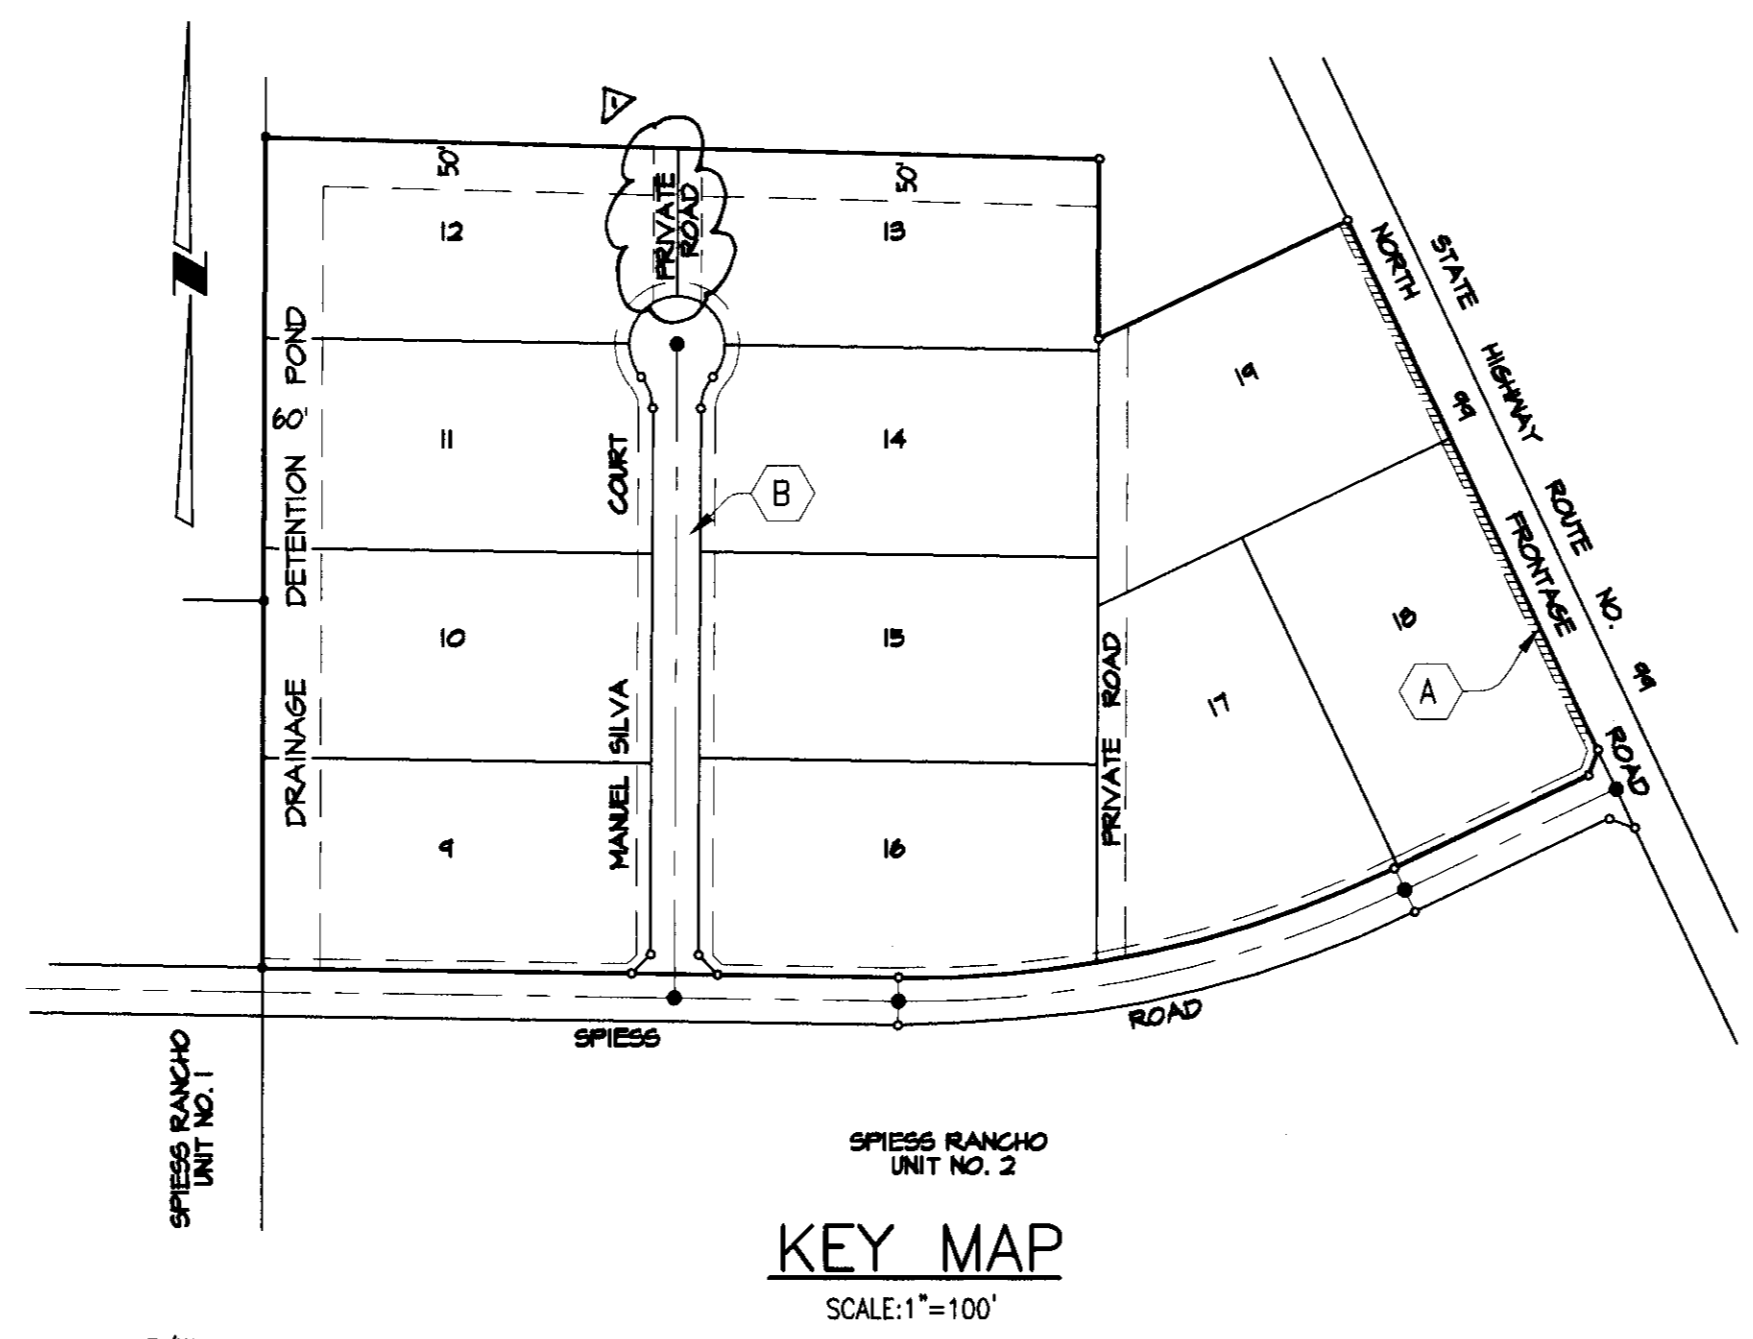 1
50'
PRIVATE
ROAD
50'
12
13
NORTH
99
FRONTAGE
ROAD
STATE HIGHWAY ROUTE NO. 99
DRAINAGE DETENTION POND
60'
19
11
COURT
14
B
10
MANUEL SILVA
15
PRIVATE ROAD
18
A
17
9
16
SPIESS
ROAD
SPIESS RANCHO
UNIT NO. 1
SPIESS RANCHO
UNIT NO. 2
KEY MAP
SCALE:1"=100'